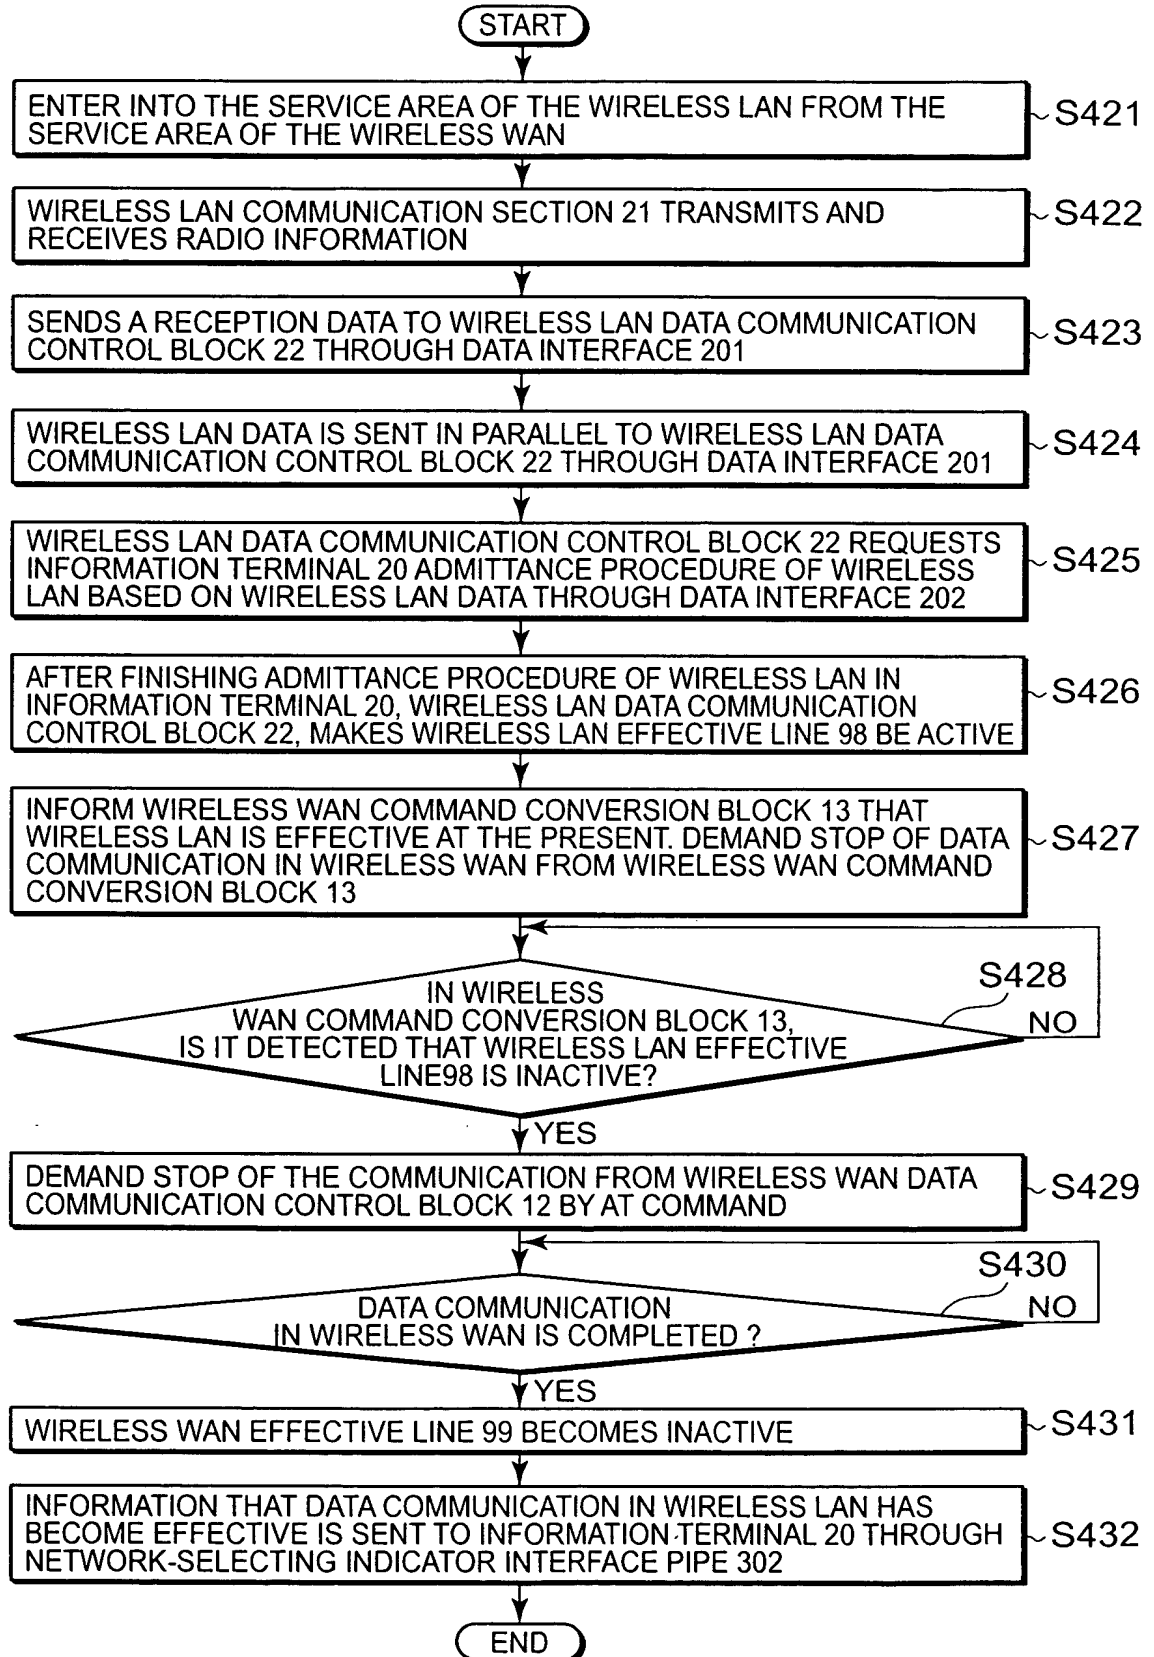 START
ENTER INTO THE SERVICE AREA OF THE WIRELESS LAN FROM THE
SERVICE AREA OF THE WIRELESS WAN
S421
WIRELESS LAN COMMUNICATION SECTION 21 TRANSMITS AND
RECEIVES RADIO INFORMATION
S422
SENDS A RECEPTION DATA TO WIRELESS LAN DATA COMMUNICATION
CONTROL BLOCK 22 THROUGH DATA INTERFACE 201
S423
WIRELESS LAN DATA IS SENT IN PARALLEL TO WIRELESS LAN DATA
COMMUNICATION CONTROL BLOCK 22 THROUGH DATA INTERFACE 201
S424
WIRELESS LAN DATA COMMUNICATION CONTROL BLOCK 22 REQUESTS
INFORMATION TERMINAL 20 ADMITTANCE PROCEDURE OF WIRELESS
LAN BASED ON WIRELESS LAN DATA THROUGH DATA INTERFACE 202
S425
AFTER FINISHING ADMITTANCE PROCEDURE OF WIRELESS LAN IN
INFORMATION TERMINAL 20, WIRELESS LAN DATA COMMUNICATION
CONTROL BLOCK 22, MAKES WIRELESS LAN EFFECTIVE LINE 98 BE ACTIVE
S426
INFORM WIRELESS WAN COMMAND CONVERSION BLOCK 13 THAT
WIRELESS LAN IS EFFECTIVE AT THE PRESENT. DEMAND STOP OF DATA
COMMUNICATION IN WIRELESS WAN FROM WIRELESS WAN COMMAND
CONVERSION BLOCK 13
S427
IN WIRELESS
WAN COMMAND CONVERSION BLOCK 13,
IS IT DETECTED THAT WIRELESS LAN EFFECTIVE
LINE98 IS INACTIVE?
S428
NO
YES
DEMAND STOP OF THE COMMUNICATION FROM WIRELESS WAN DATA
COMMUNICATION CONTROL BLOCK 12 BY AT COMMAND
S429
DATA COMMUNICATION
IN WIRELESS WAN IS COMPLETED ?
S430
NO
YES
WIRELESS WAN EFFECTIVE LINE 99 BECOMES INACTIVE
S431
INFORMATION THAT DATA COMMUNICATION IN WIRELESS LAN HAS
BECOME EFFECTIVE IS SENT TO INFORMATION TERMINAL 20 THROUGH
NETWORK-SELECTING INDICATOR INTERFACE PIPE 302
S432
END